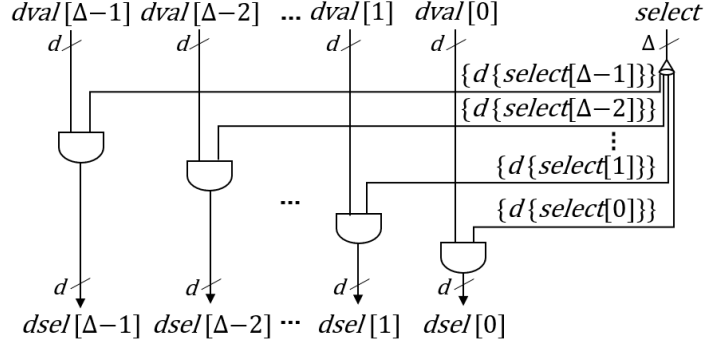 dval[Δ−1] dval[Δ−2] ... dval[1] dval[0] select
d d d d Δ
{d{select[Δ−1]}}
{d{select[Δ−2]}}
⋮
{d{select[1]}}
... {d{select[0]}}
d d d d
dsel[Δ−1] dsel[Δ−2] ... dsel[1] dsel[0]